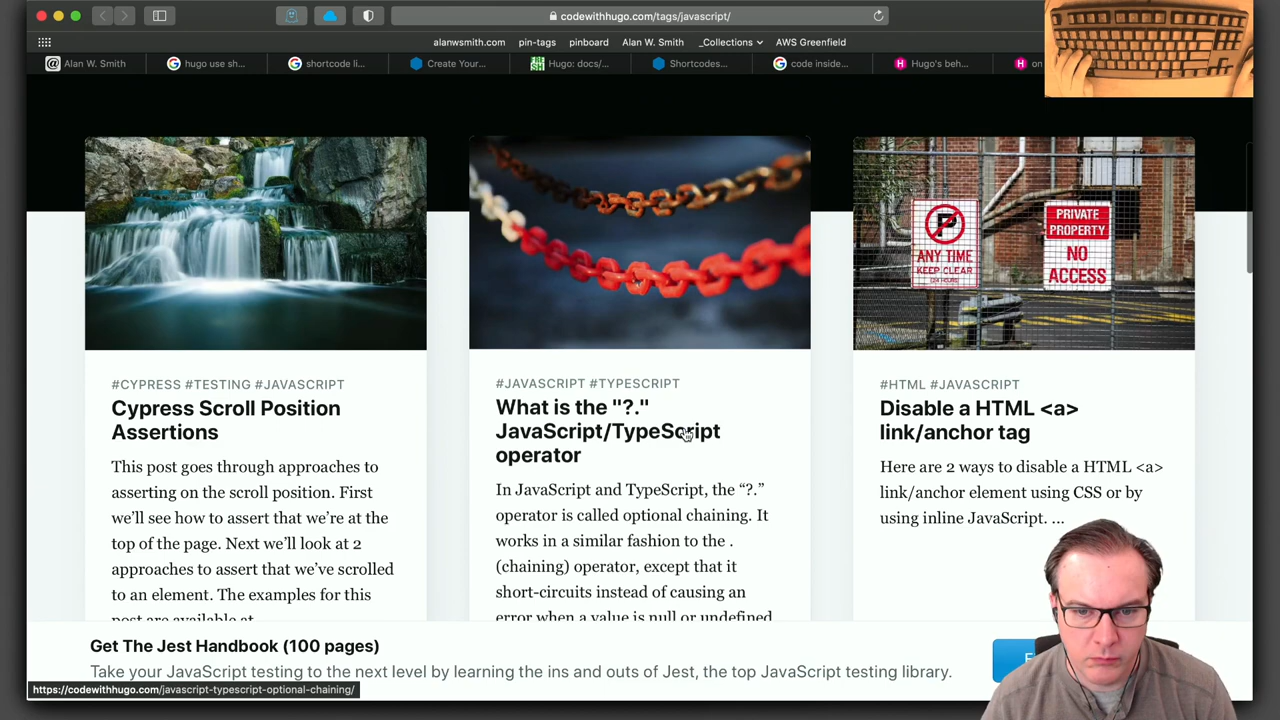 codewithhugo.com/tags/javascript/
alanwsmith.com pin-tags pinboard Alan W. Smith _Collections AWS Greenfield
Alan W. Smith hugo use sh... shortcode li... Create Your... Hugo: docs/... Shortcodes... code inside... Hugo's beh... on
P
ANY TIME
KEEP CLEAR
PRIVATE
PROPERTY
NO
ACCESS
#CYPRESS #TESTING #JAVASCRIPT
Cypress Scroll Position
Assertions
This post goes through approaches to
asserting on the scroll position. First
we'll see how to assert that we're at the
top of the page. Next we'll look at 2
approaches to assert that we've scrolled
to an element. The examples for this
post are available at
#JAVASCRIPT #TYPESCRIPT
What is the "?."
JavaScript/TypeScript
operator
In JavaScript and TypeScript, the “?.”
operator is called optional chaining. It
works in a similar fashion to the .
(chaining) operator, except that it
short-circuits instead of causing an
error when a value is null or undefined
#HTML #JAVASCRIPT
Disable a HTML <a>
link/anchor tag
Here are 2 ways to disable a HTML <a>
link/anchor element using CSS or by
using inline JavaScript. ...
Get The Jest Handbook (100 pages)
Take your JavaScript testing to the next level by learning the ins and outs of Jest, the top JavaScript testing library.
https://codewithhugo.com/javascript-typescript-optional-chaining/